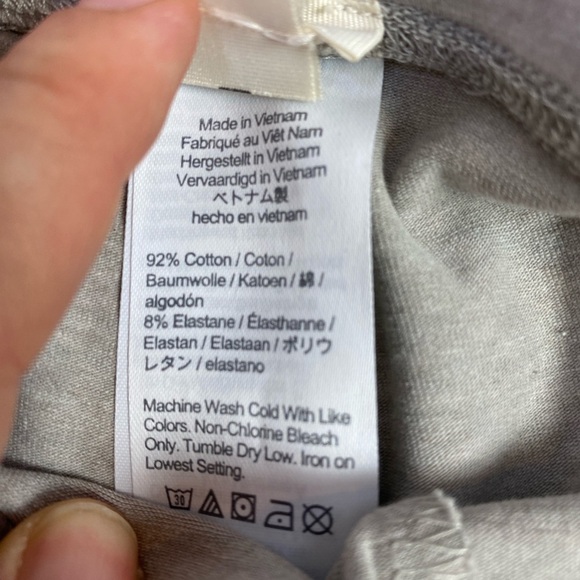 Made in Vietnam
Fabriqué au Viêt Nam
Hergestellt in Vietnam
Vervaardigd in Vietnam
ベトナム製
hecho en vietnam
92% Cotton / Coton /
Baumwolle / Katoen / 綿 /
algodón
8% Elastane / Élasthanne /
Elastan / Elastaan / ポリウ
レタン / elastano
Machine Wash Cold With Like
Colors. Non-Chlorine Bleach
Only. Tumble Dry Low. Iron on
Lowest Setting.
30